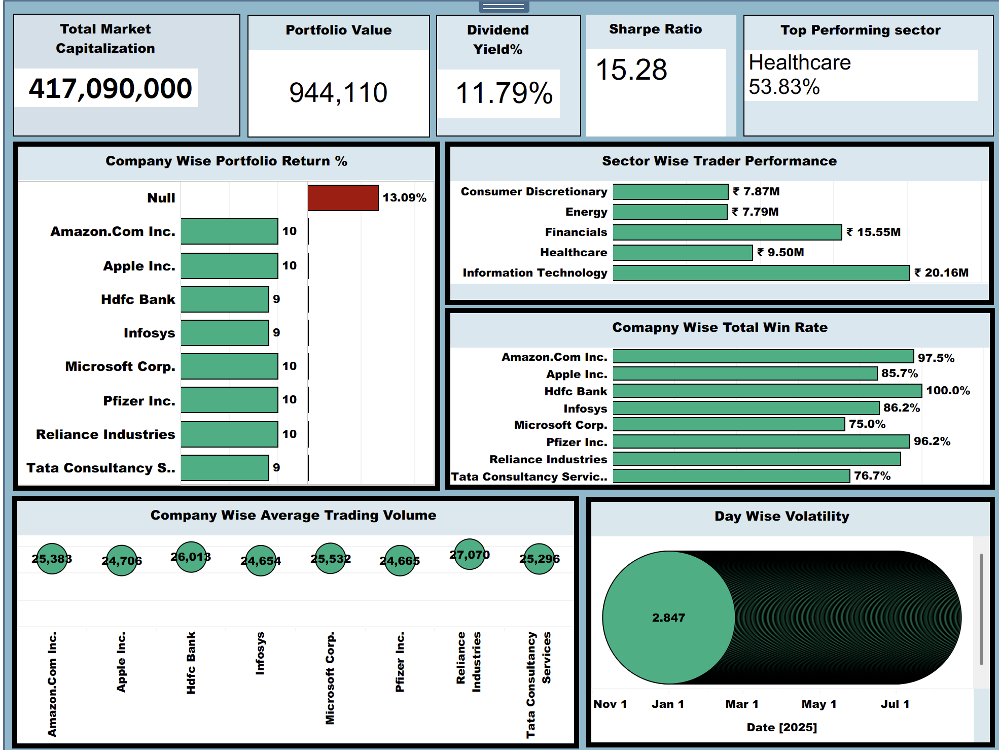 Total Market
Capitalization
417,090,000
Portfolio Value
944,110
Dividend
Yield%
11.79%
Sharpe Ratio
15.28
Top Performing sector
Healthcare
53.83%
Company Wise Portfolio Return %
Null 13.09%
Amazon.Com Inc. 10
Apple Inc. 10
Hdfc Bank 9
Infosys 9
Microsoft Corp. 10
Pfizer Inc. 10
Reliance Industries 10
Tata Consultancy S.. 9
Sector Wise Trader Performance
Consumer Discretionary ₹ 7.87M
Energy ₹ 7.79M
Financials ₹ 15.55M
Healthcare ₹ 9.50M
Information Technology ₹ 20.16M
Comapny Wise Total Win Rate
Amazon.Com Inc. 97.5%
Apple Inc. 85.7%
Hdfc Bank 100.0%
Infosys 86.2%
Microsoft Corp. 75.0%
Pfizer Inc. 96.2%
Reliance Industries
Tata Consultancy Servic.. 76.7%
Company Wise Average Trading Volume
25,383 24,706 26,013 24,654 25,532 24,665 27,070 25,296
Amazon.Com Inc.
Apple Inc.
Hdfc Bank
Infosys
Microsoft Corp.
Pfizer Inc.
Reliance
Industries
Tata Consultancy
Services
Day Wise Volatility
2.847
Nov 1 Jan 1 Mar 1 May 1 Jul 1
Date [2025]